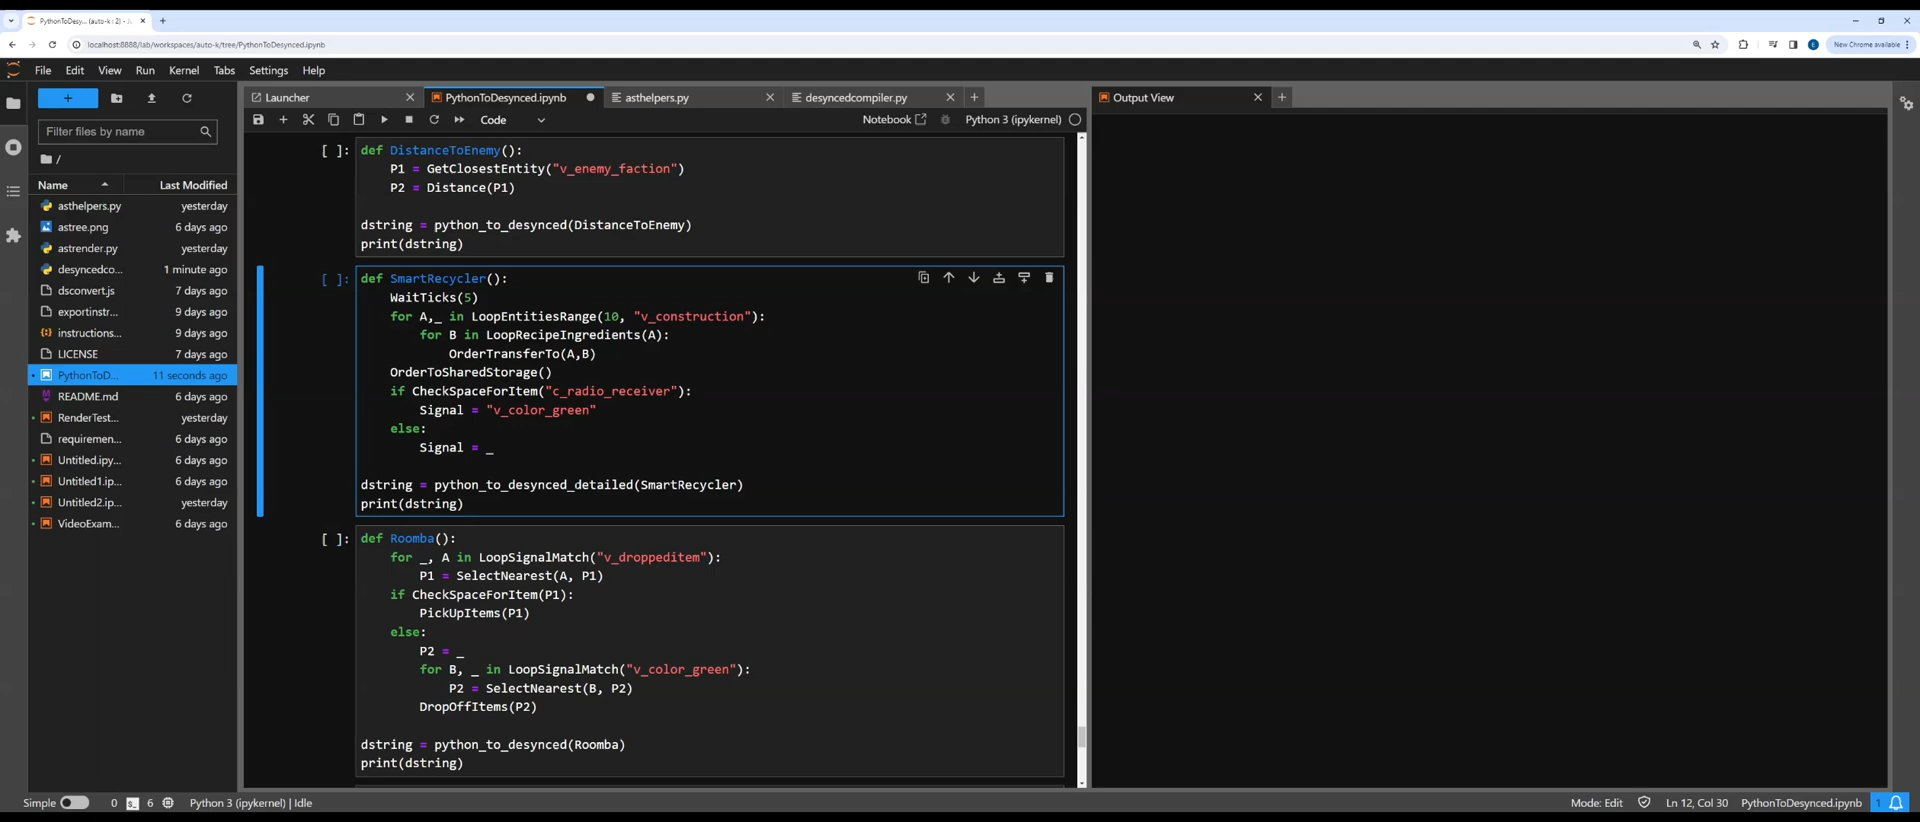 PythonToDesy... (auto-k : 2) - J
localhost:8888/lab/workspaces/auto-k/tree/PythonToDesynced.ipynb
New Chrome available
File Edit View Run Kernel Tabs Settings Help
Launcher
PythonToDesynced.ipynb
asthelpers.py
desyncedcompiler.py
Output View
Code
Notebook
Python 3 (ipykernel)
Filter files by name
/
Name Last Modified
asthelpers.py yesterday
astree.png 6 days ago
astrender.py yesterday
desyncedco... 1 minute ago
dsconvert.js 7 days ago
exportinstr... 9 days ago
instructions... 9 days ago
LICENSE 7 days ago
PythonToD... 11 seconds ago
README.md 6 days ago
RenderTest... yesterday
requiremen... 6 days ago
Untitled.ipy... 6 days ago
Untitled1.ip... 6 days ago
Untitled2.ip... yesterday
VideoExam... 6 days ago
[ ]: def DistanceToEnemy():
P1 = GetClosestEntity("v_enemy_faction")
P2 = Distance(P1)
dstring = python_to_desynced(DistanceToEnemy)
print(dstring)
[ ]: def SmartRecycler():
WaitTicks(5)
for A,_ in LoopEntitiesRange(10, "v_construction"):
for B in LoopRecipeIngredients(A):
OrderTransferTo(A,B)
OrderToSharedStorage()
if CheckSpaceForItem("c_radio_receiver"):
Signal = "v_color_green"
else:
Signal = _
dstring = python_to_desynced_detailed(SmartRecycler)
print(dstring)
[ ]: def Roomba():
for _, A in LoopSignalMatch("v_droppeditem"):
P1 = SelectNearest(A, P1)
if CheckSpaceForItem(P1):
PickUpItems(P1)
else:
P2 = _
for B, _ in LoopSignalMatch("v_color_green"):
P2 = SelectNearest(B, P2)
DropOffItems(P2)
dstring = python_to_desynced(Roomba)
print(dstring)
Simple 0 6 Python 3 (ipykernel) | Idle
Mode: Edit Ln 12, Col 30 PythonToDesynced.ipynb 1